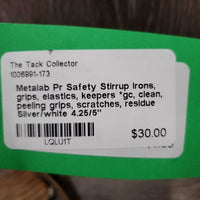 The Tack Collector
1006991-173
Metalab Pr Safety Stirrup Irons,
grips, elastics, keepers *gc, clean,
peeling grips, scratches, residue
Silver/white 4.25/5"
$30.00
LQLU1T